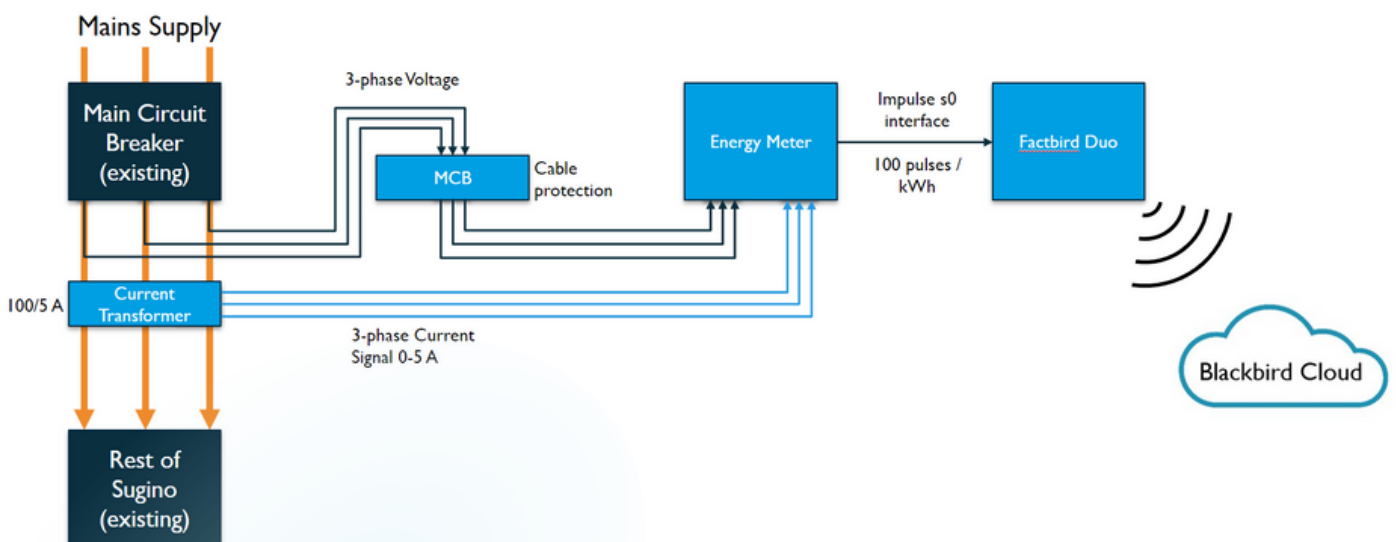 Mains Supply
Main Circuit
Breaker
(existing)
3-phase Voltage
MCB
Cable
protection
Energy Meter
Impulse s0
interface
100 pulses /
kWh
Factbird Duo
100/5 A
Current
Transformer
3-phase Current
Signal 0-5 A
Blackbird Cloud
Rest of
Sugino
(existing)